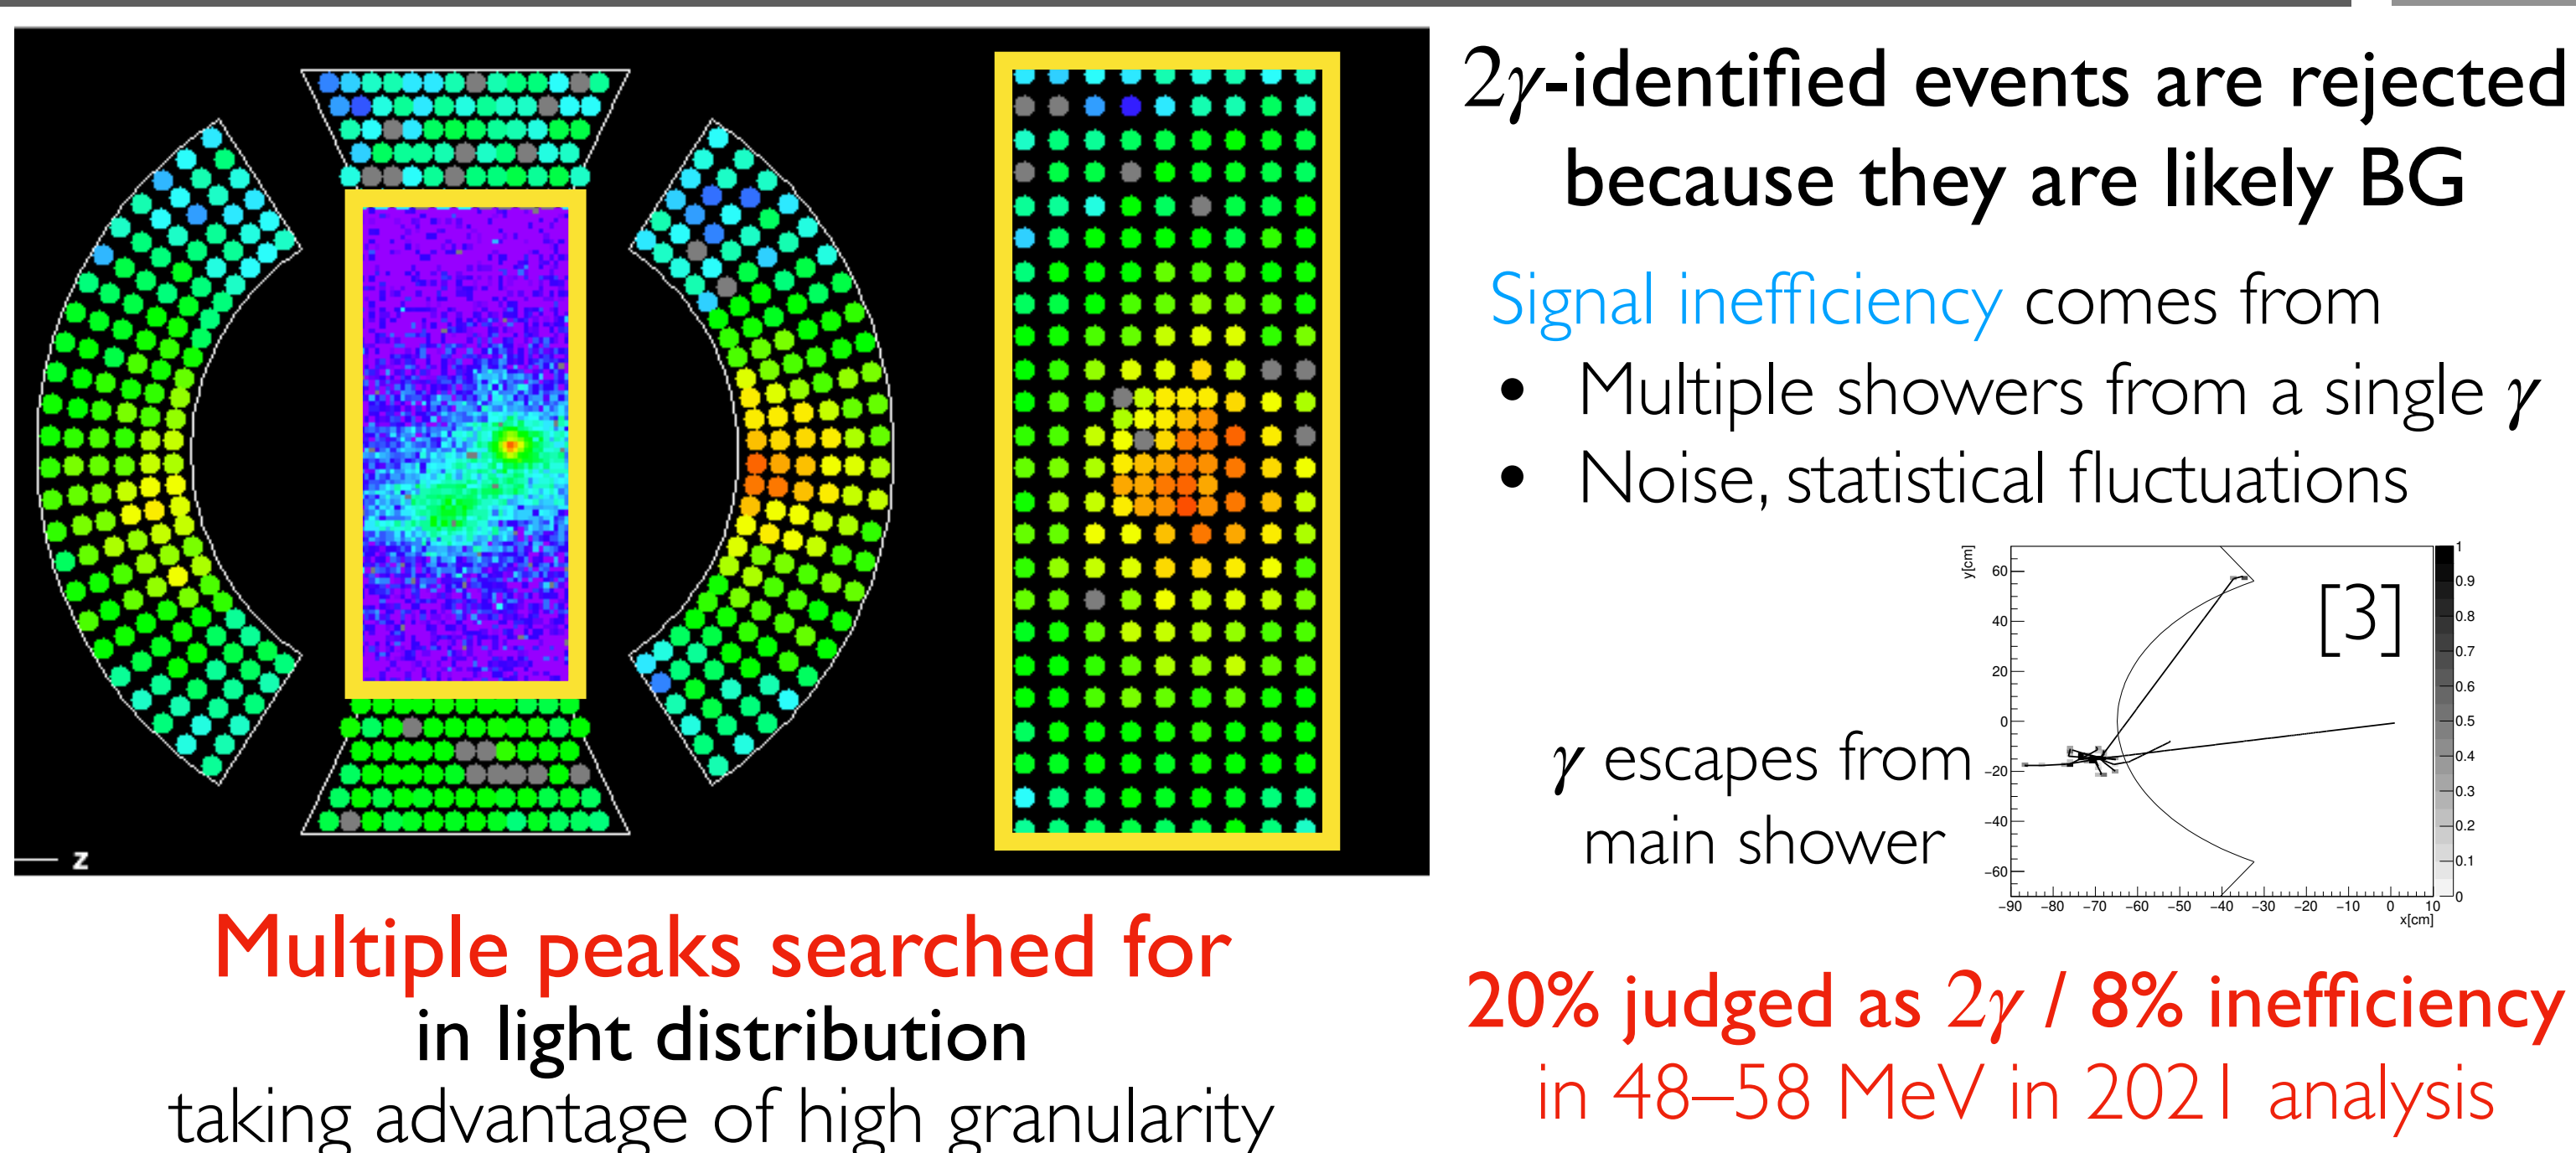 2γ-identified events are rejected
because they are likely BG
Signal inefficiency comes from
• Multiple showers from a single γ
• Noise, statistical fluctuations
z
γ escapes from
main shower
y[cm]
60
40
20
0
−20
−40
−60
[3]
1
0.9
0.8
0.7
0.6
0.5
0.4
0.3
0.2
0.1
0
−90 −80 −70 −60 −50 −40 −30 −20 −10 0 10
x[cm]
Multiple peaks searched for
in light distribution
taking advantage of high granularity
20% judged as 2γ / 8% inefficiency
in 48–58 MeV in 2021 analysis